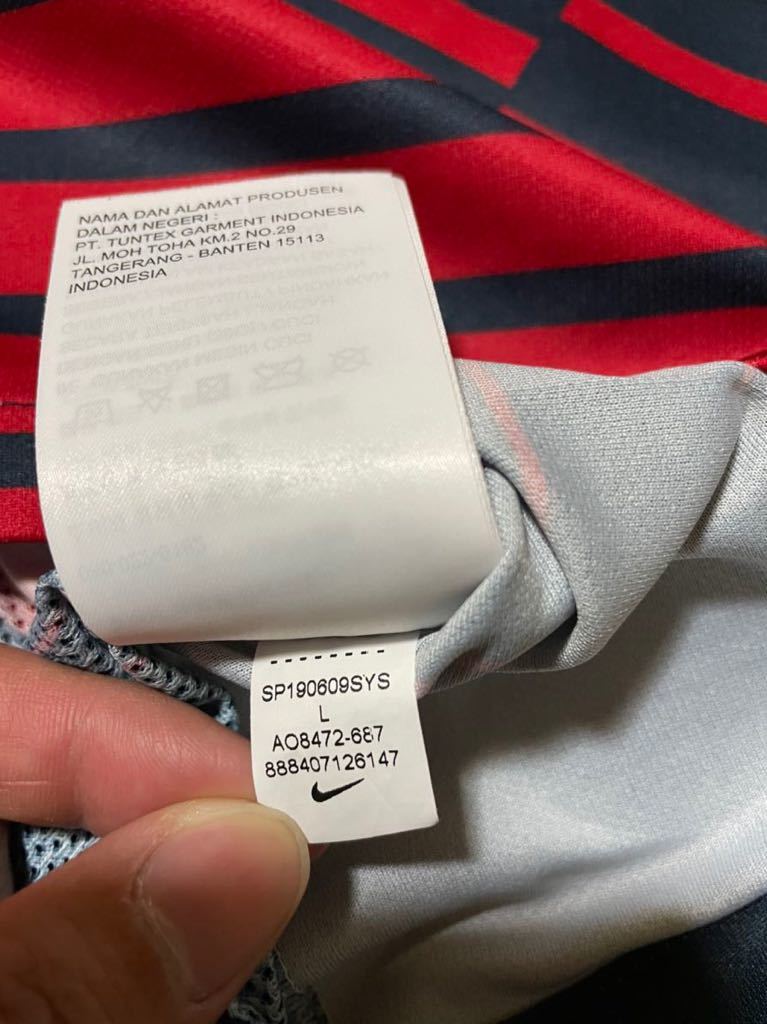 NAMA DAN ALAMAT PRODUSEN
DALAM NEGERI :
PT. TUNTEX GARMENT INDONESIA
JL. MOH TOHA KM.2 NO.29
TANGERANG - BANTEN 15113
INDONESIA
--------
SP190609SYS
L
AO8472-687
888407126147